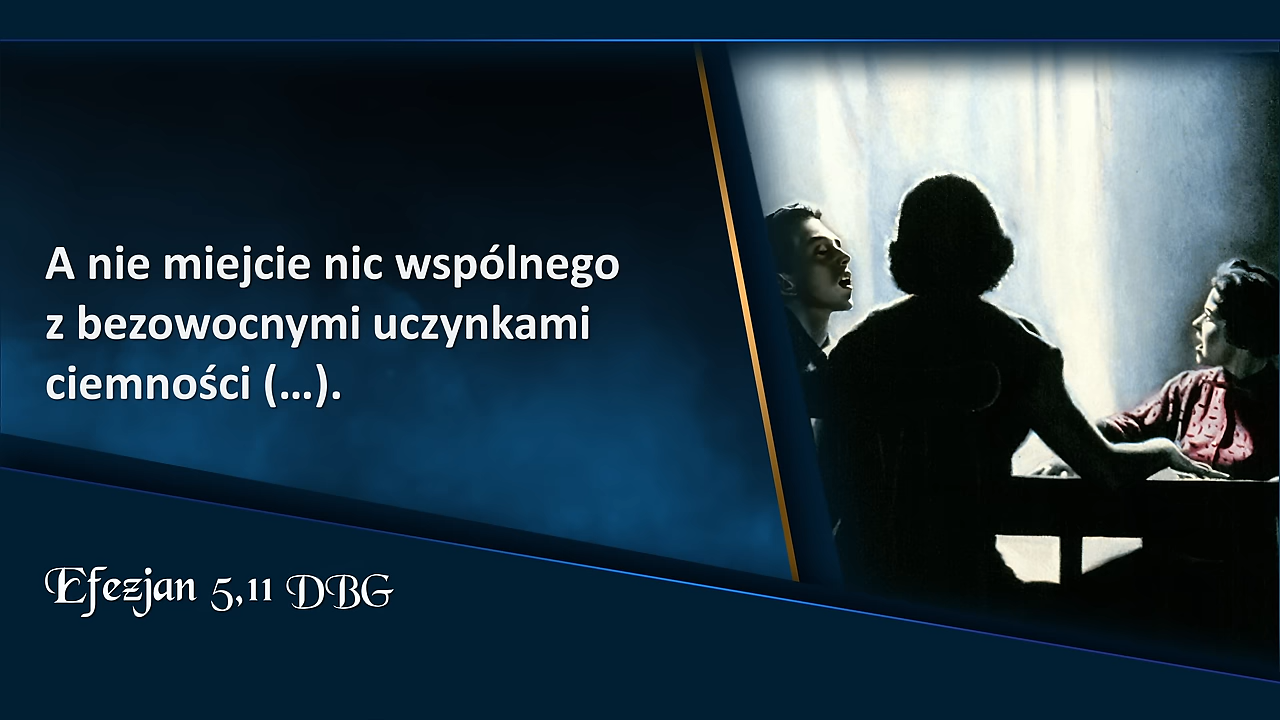 A nie miejcie nic wspólnego
z bezowocnymi uczynkami
ciemności (…).
Efezjan 5,11 DBG